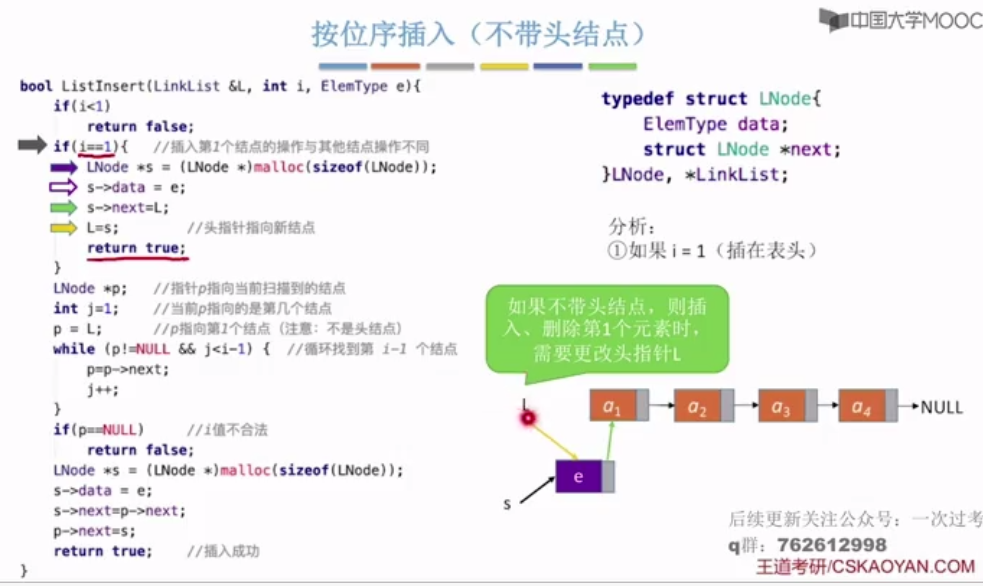 中国大学MOOC
按位序插入（不带头结点）
bool ListInsert(LinkList &L, int i, ElemType e){
if(i<1)
return false;
if(i==1){ //插入第1个结点的操作与其他结点操作不同
LNode *s = (LNode *)malloc(sizeof(LNode));
s->data = e;
s->next=L;
L=s; //头指针指向新结点
return true;
}
LNode *p; //指针p指向当前扫描到的结点
int j=1; //当前p指向的是第几个结点
p = L; //p指向第1个结点（注意：不是头结点）
while (p!=NULL && j<i-1) { //循环找到第 i-1 个结点
p=p->next;
j++;
}
if(p==NULL) //i值不合法
return false;
LNode *s = (LNode *)malloc(sizeof(LNode));
s->data = e;
s->next=p->next;
p->next=s;
return true; //插入成功
}
typedef struct LNode{
ElemType data;
struct LNode *next;
}LNode, *LinkList;
分析：
①如果 i = 1（插在表头）
如果不带头结点，则插
入、删除第1个元素时，
需要更改头指针L
L
a1 a2 a3 a4 NULL
e
s
后续更新关注公众号：一次过考
q群：762612998
王道考研/CSKAOYAN.COM